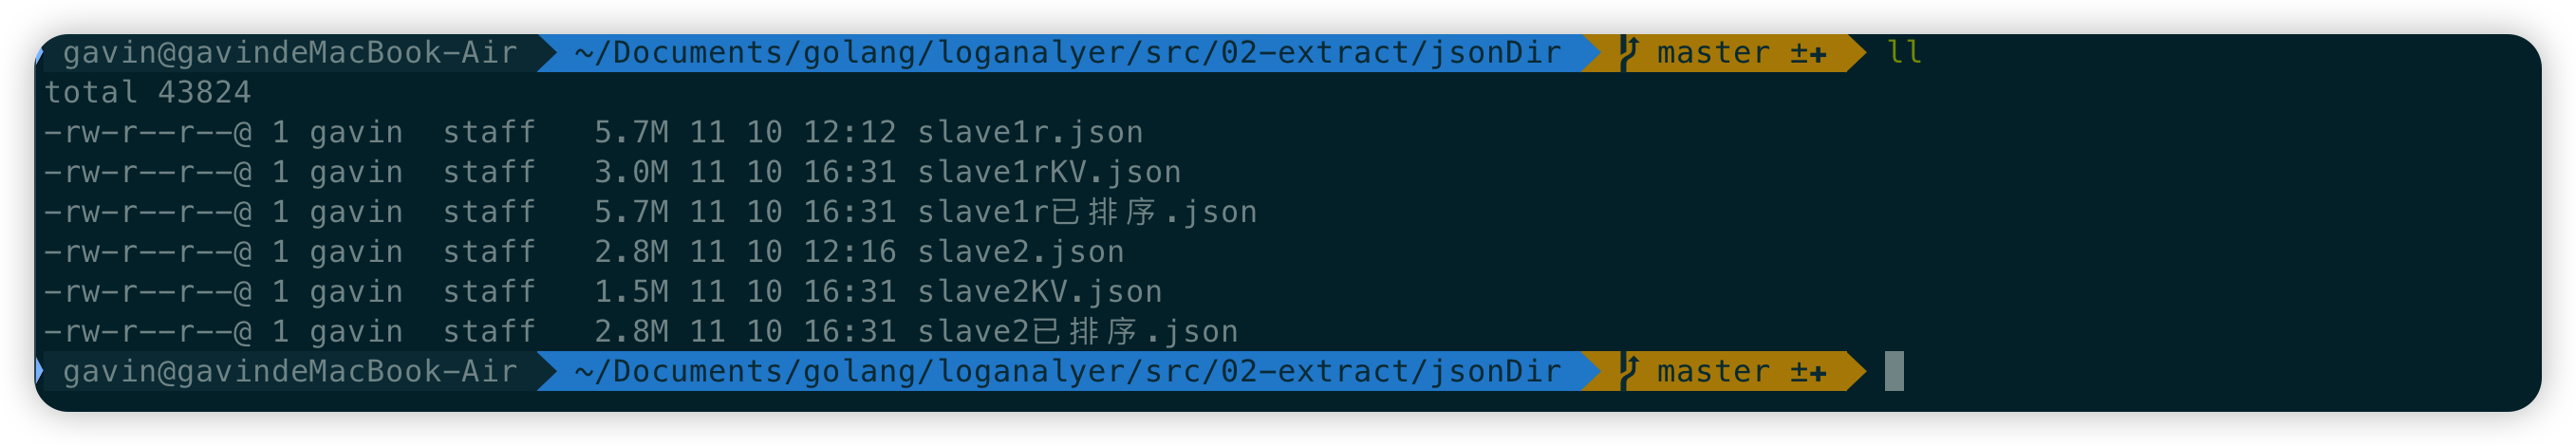 gavin@gavindeMacBook-Air ~/Documents/golang/loganalyer/src/02-extract/jsonDir master ±✚ ll
total 43824
-rw-r--r--@ 1 gavin  staff   5.7M 11 10 12:12 slave1r.json
-rw-r--r--@ 1 gavin  staff   3.0M 11 10 16:31 slave1rKV.json
-rw-r--r--@ 1 gavin  staff   5.7M 11 10 16:31 slave1r已排序.json
-rw-r--r--@ 1 gavin  staff   2.8M 11 10 12:16 slave2.json
-rw-r--r--@ 1 gavin  staff   1.5M 11 10 16:31 slave2KV.json
-rw-r--r--@ 1 gavin  staff   2.8M 11 10 16:31 slave2已排序.json
gavin@gavindeMacBook-Air ~/Documents/golang/loganalyer/src/02-extract/jsonDir master ±✚